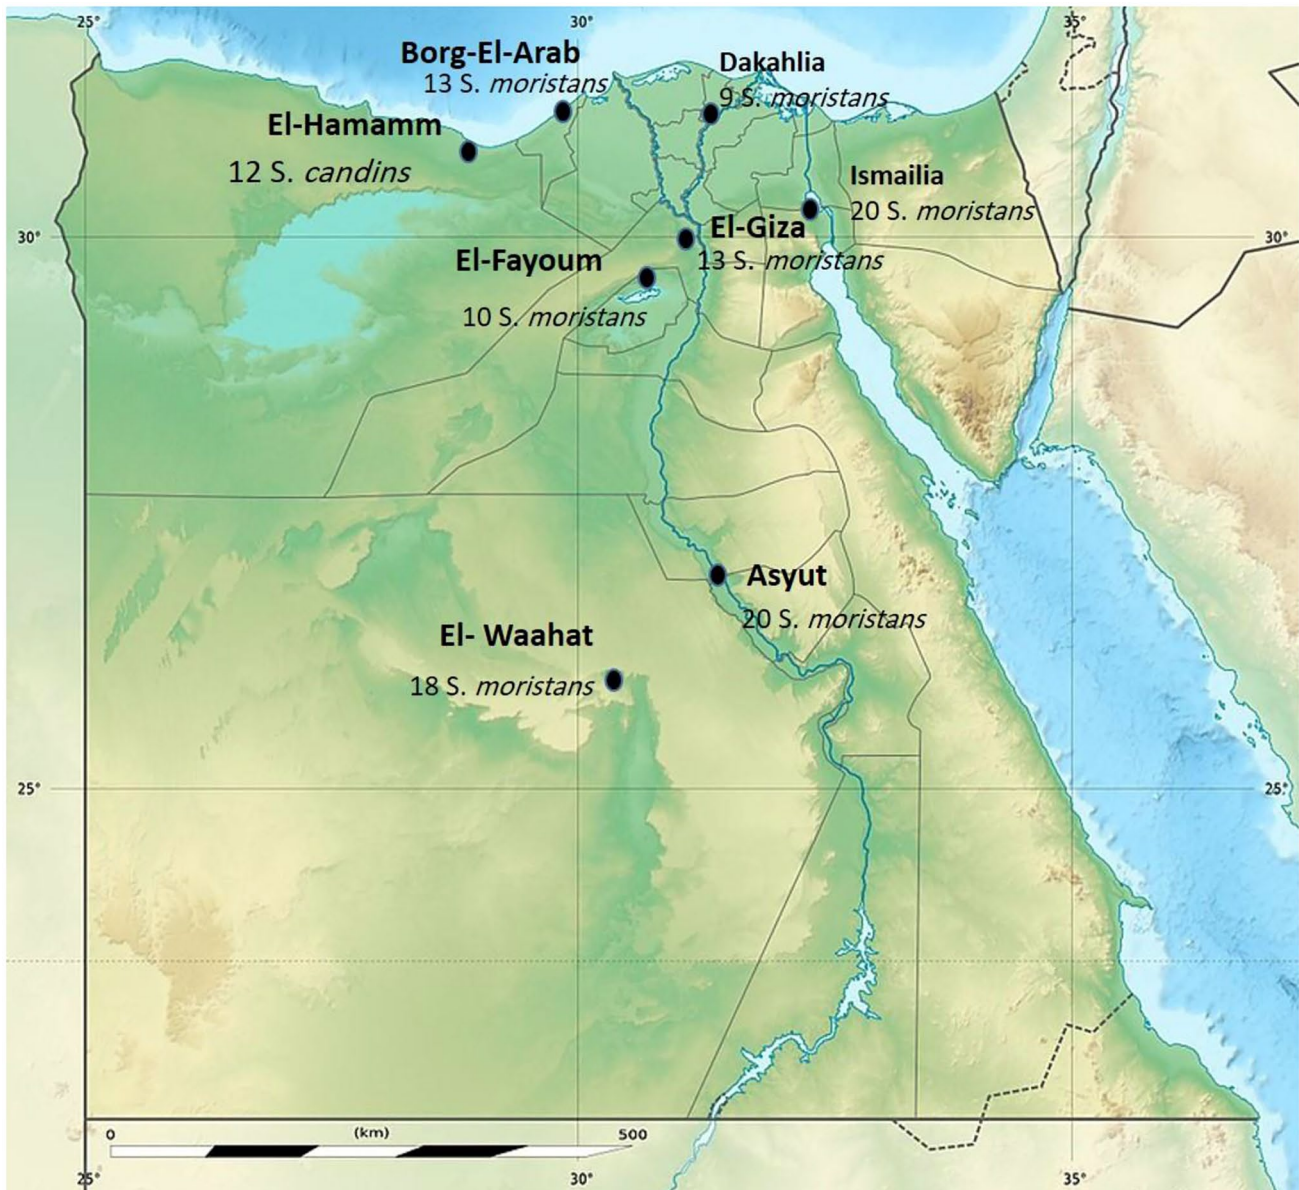 25°
30°
35°
Borg-El-Arab
13 S. moristans
Dakahlia
9 S. moristans
El-Hamamm
12 S. candins
Ismailia
20 S. moristans
30°
30°
El-Giza
13 S. moristans
El-Fayoum
10 S. moristans
Asyut
20 S. moristans
El- Waahat
18 S. moristans
25°
25°
0
(km)
500
25°
30°
35°